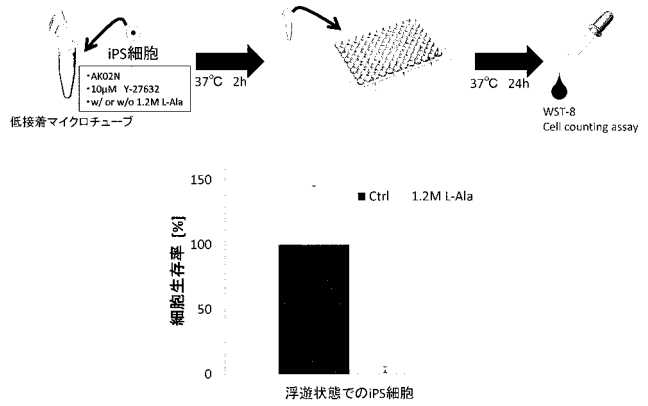 iPS細胞
・AK02N
・10μM Y-27632
・w/ or w/o 1.2M L-Ala
低接着マイクロチューブ
37℃ 2h
37℃ 24h
WST-8
Cell counting assay
細胞生存率 [%]
150
100
50
0
■Ctrl 1.2M L-Ala
浮遊状態でのiPS細胞